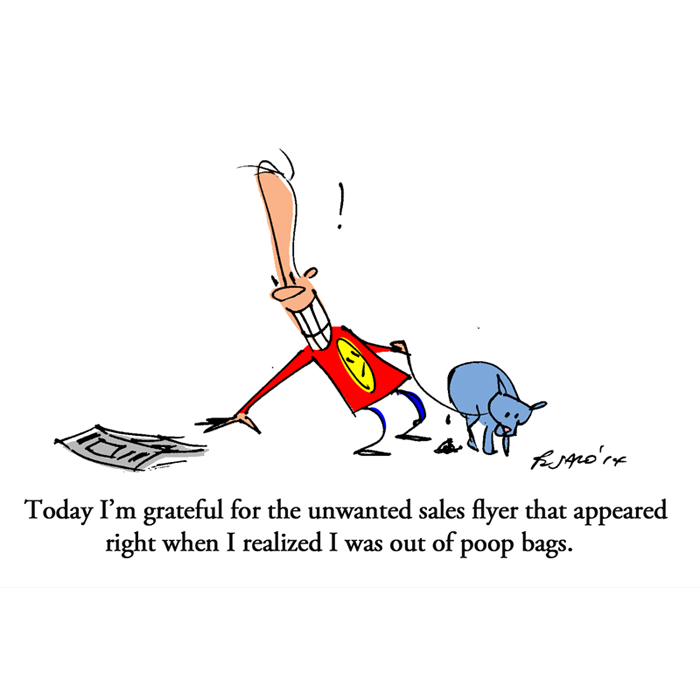 !
Today I’m grateful for the unwanted sales flyer that appeared
right when I realized I was out of poop bags.